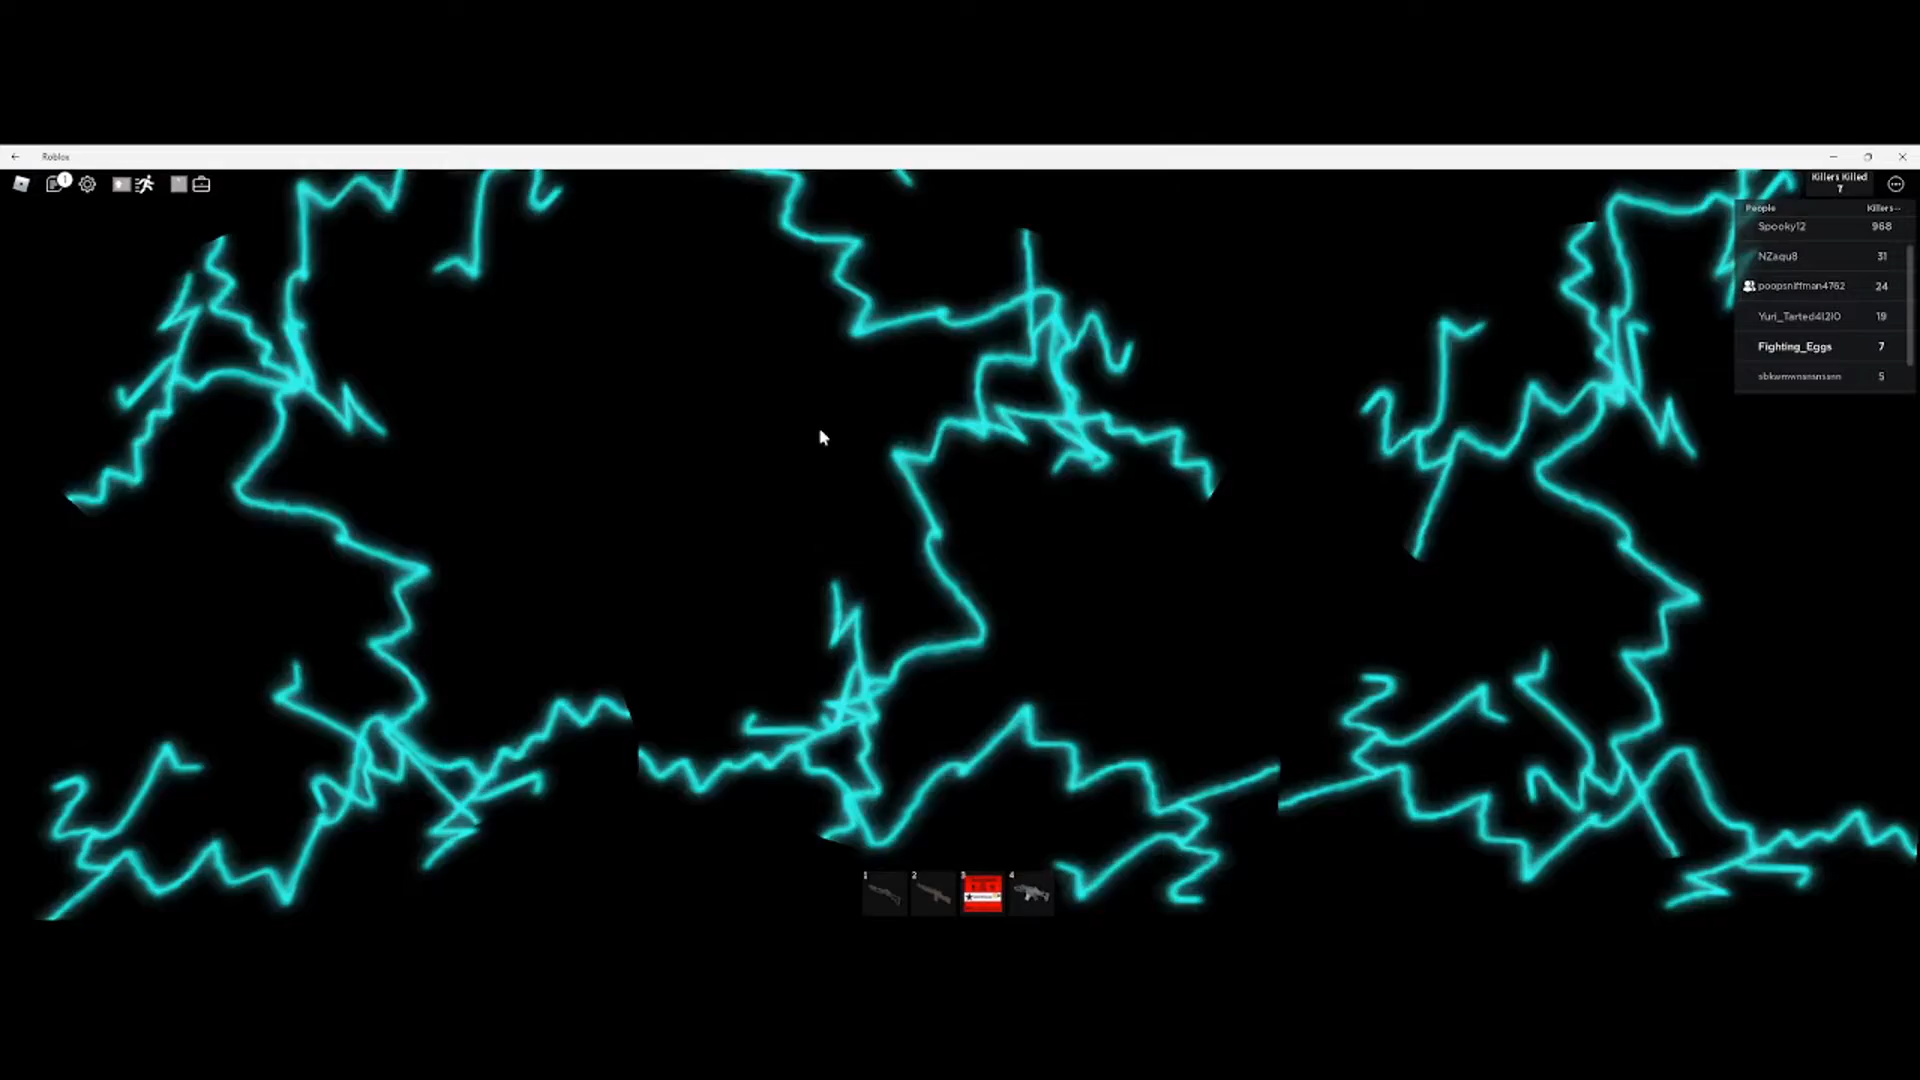 Roblox
1
Killers Killed
7
People Killers...
Spooky12 968
NZaqu8 31
poopsniffman4762 24
19
Fighting_Eggs 7
5
1 2 3 4